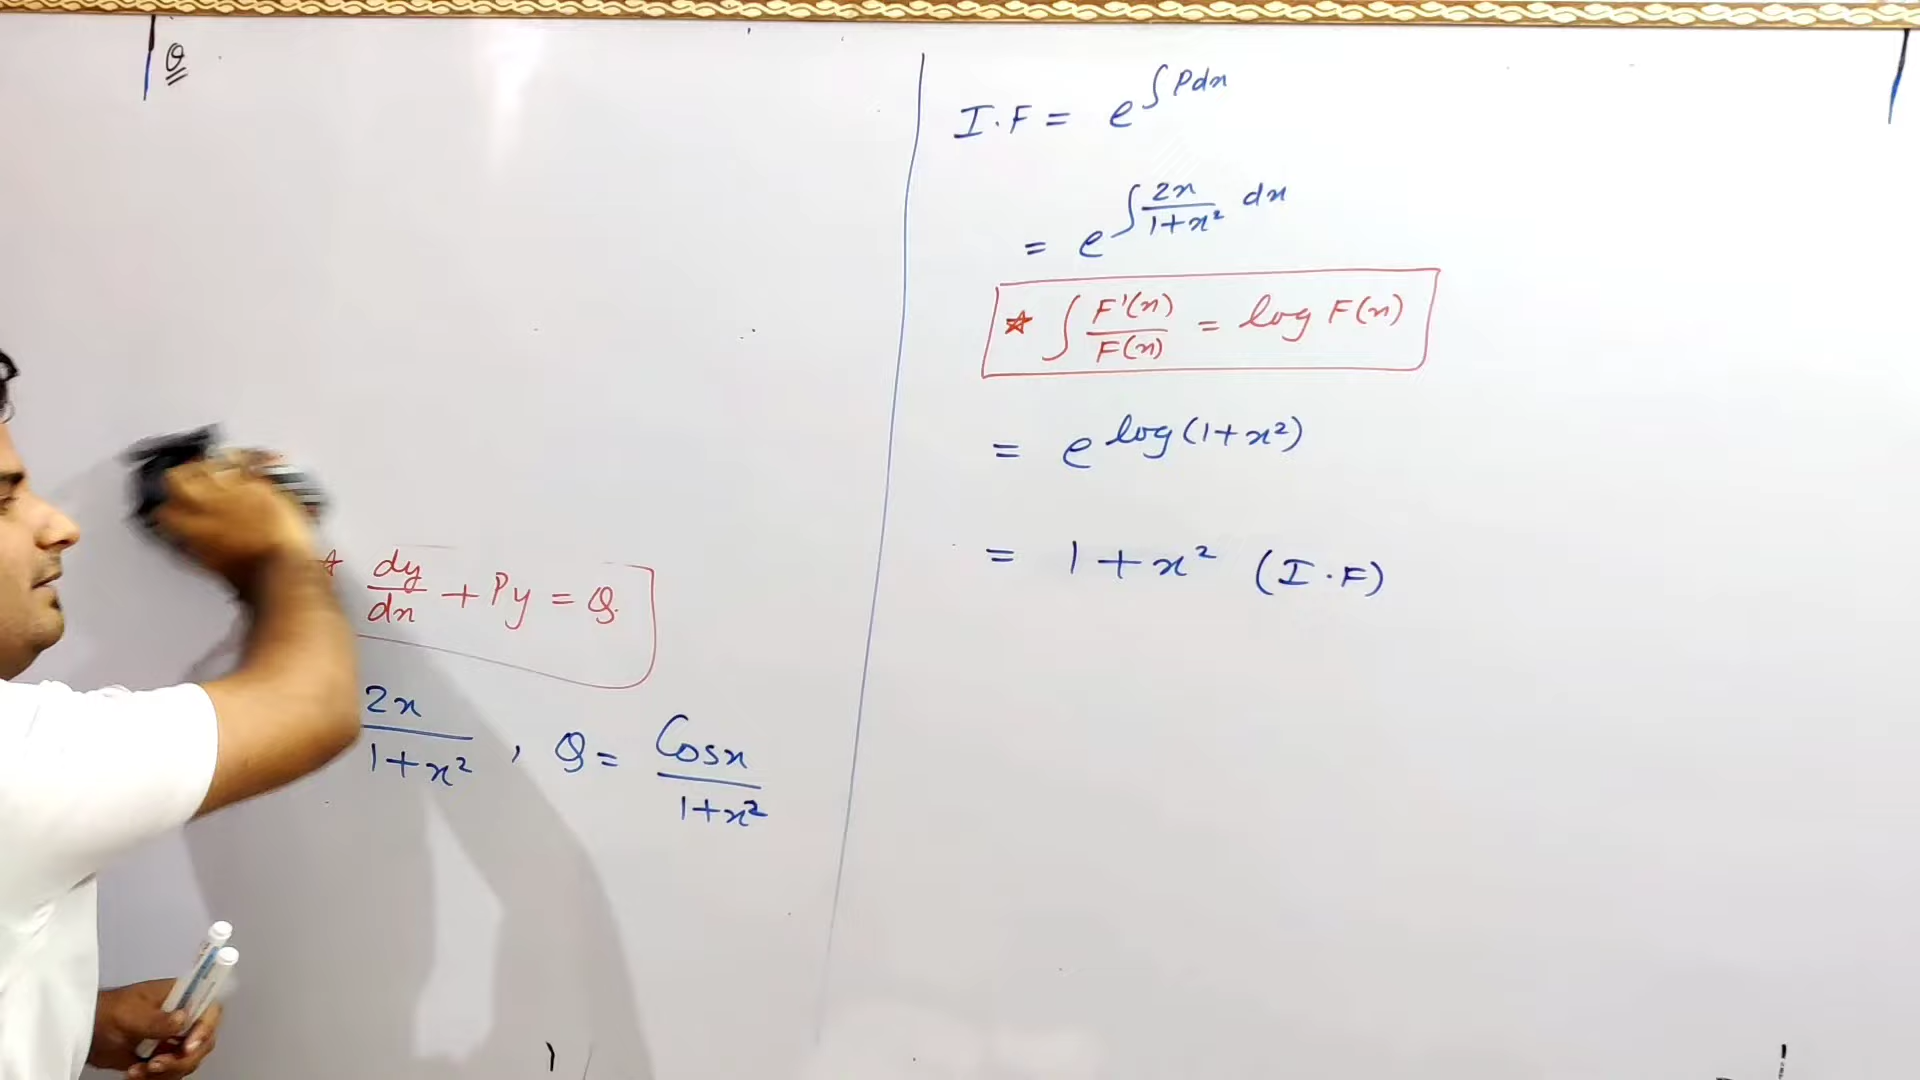 Q
* dy/dx + Py = Q.
2x/1+x² , Q = Cosx/1+x²
I.F = e^∫Pdx
= e^∫2x/1+x² dx
* ∫ F'(x)/F(x) = log F(x)
= e^log(1+x²)
= 1+x² (I.F)